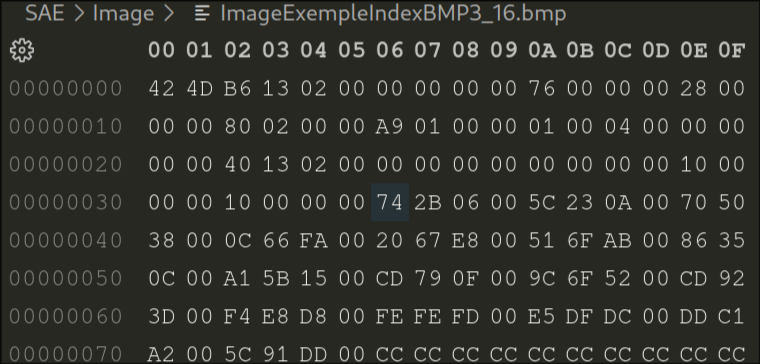 SAE > Image > ImageExempleIndexBMP3_16.bmp
00 01 02 03 04 05 06 07 08 09 0A 0B 0C 0D 0E 0F
00000000 42 4D B6 13 02 00 00 00 00 00 76 00 00 00 28 00
00000010 00 00 80 02 00 00 A9 01 00 00 01 00 04 00 00 00
00000020 00 00 40 13 02 00 00 00 00 00 00 00 00 00 10 00
00000030 00 00 10 00 00 00 74 2B 06 00 5C 23 0A 00 70 50
00000040 38 00 0C 66 FA 00 20 67 E8 00 51 6F AB 00 86 35
00000050 0C 00 A1 5B 15 00 CD 79 0F 00 9C 6F 52 00 CD 92
00000060 3D 00 F4 E8 D8 00 FE FE FD 00 E5 DF DC 00 DD C1
00000070 A2 00 5C 91 DD 00 CC CC CC CC CC CC CC CC CC CC